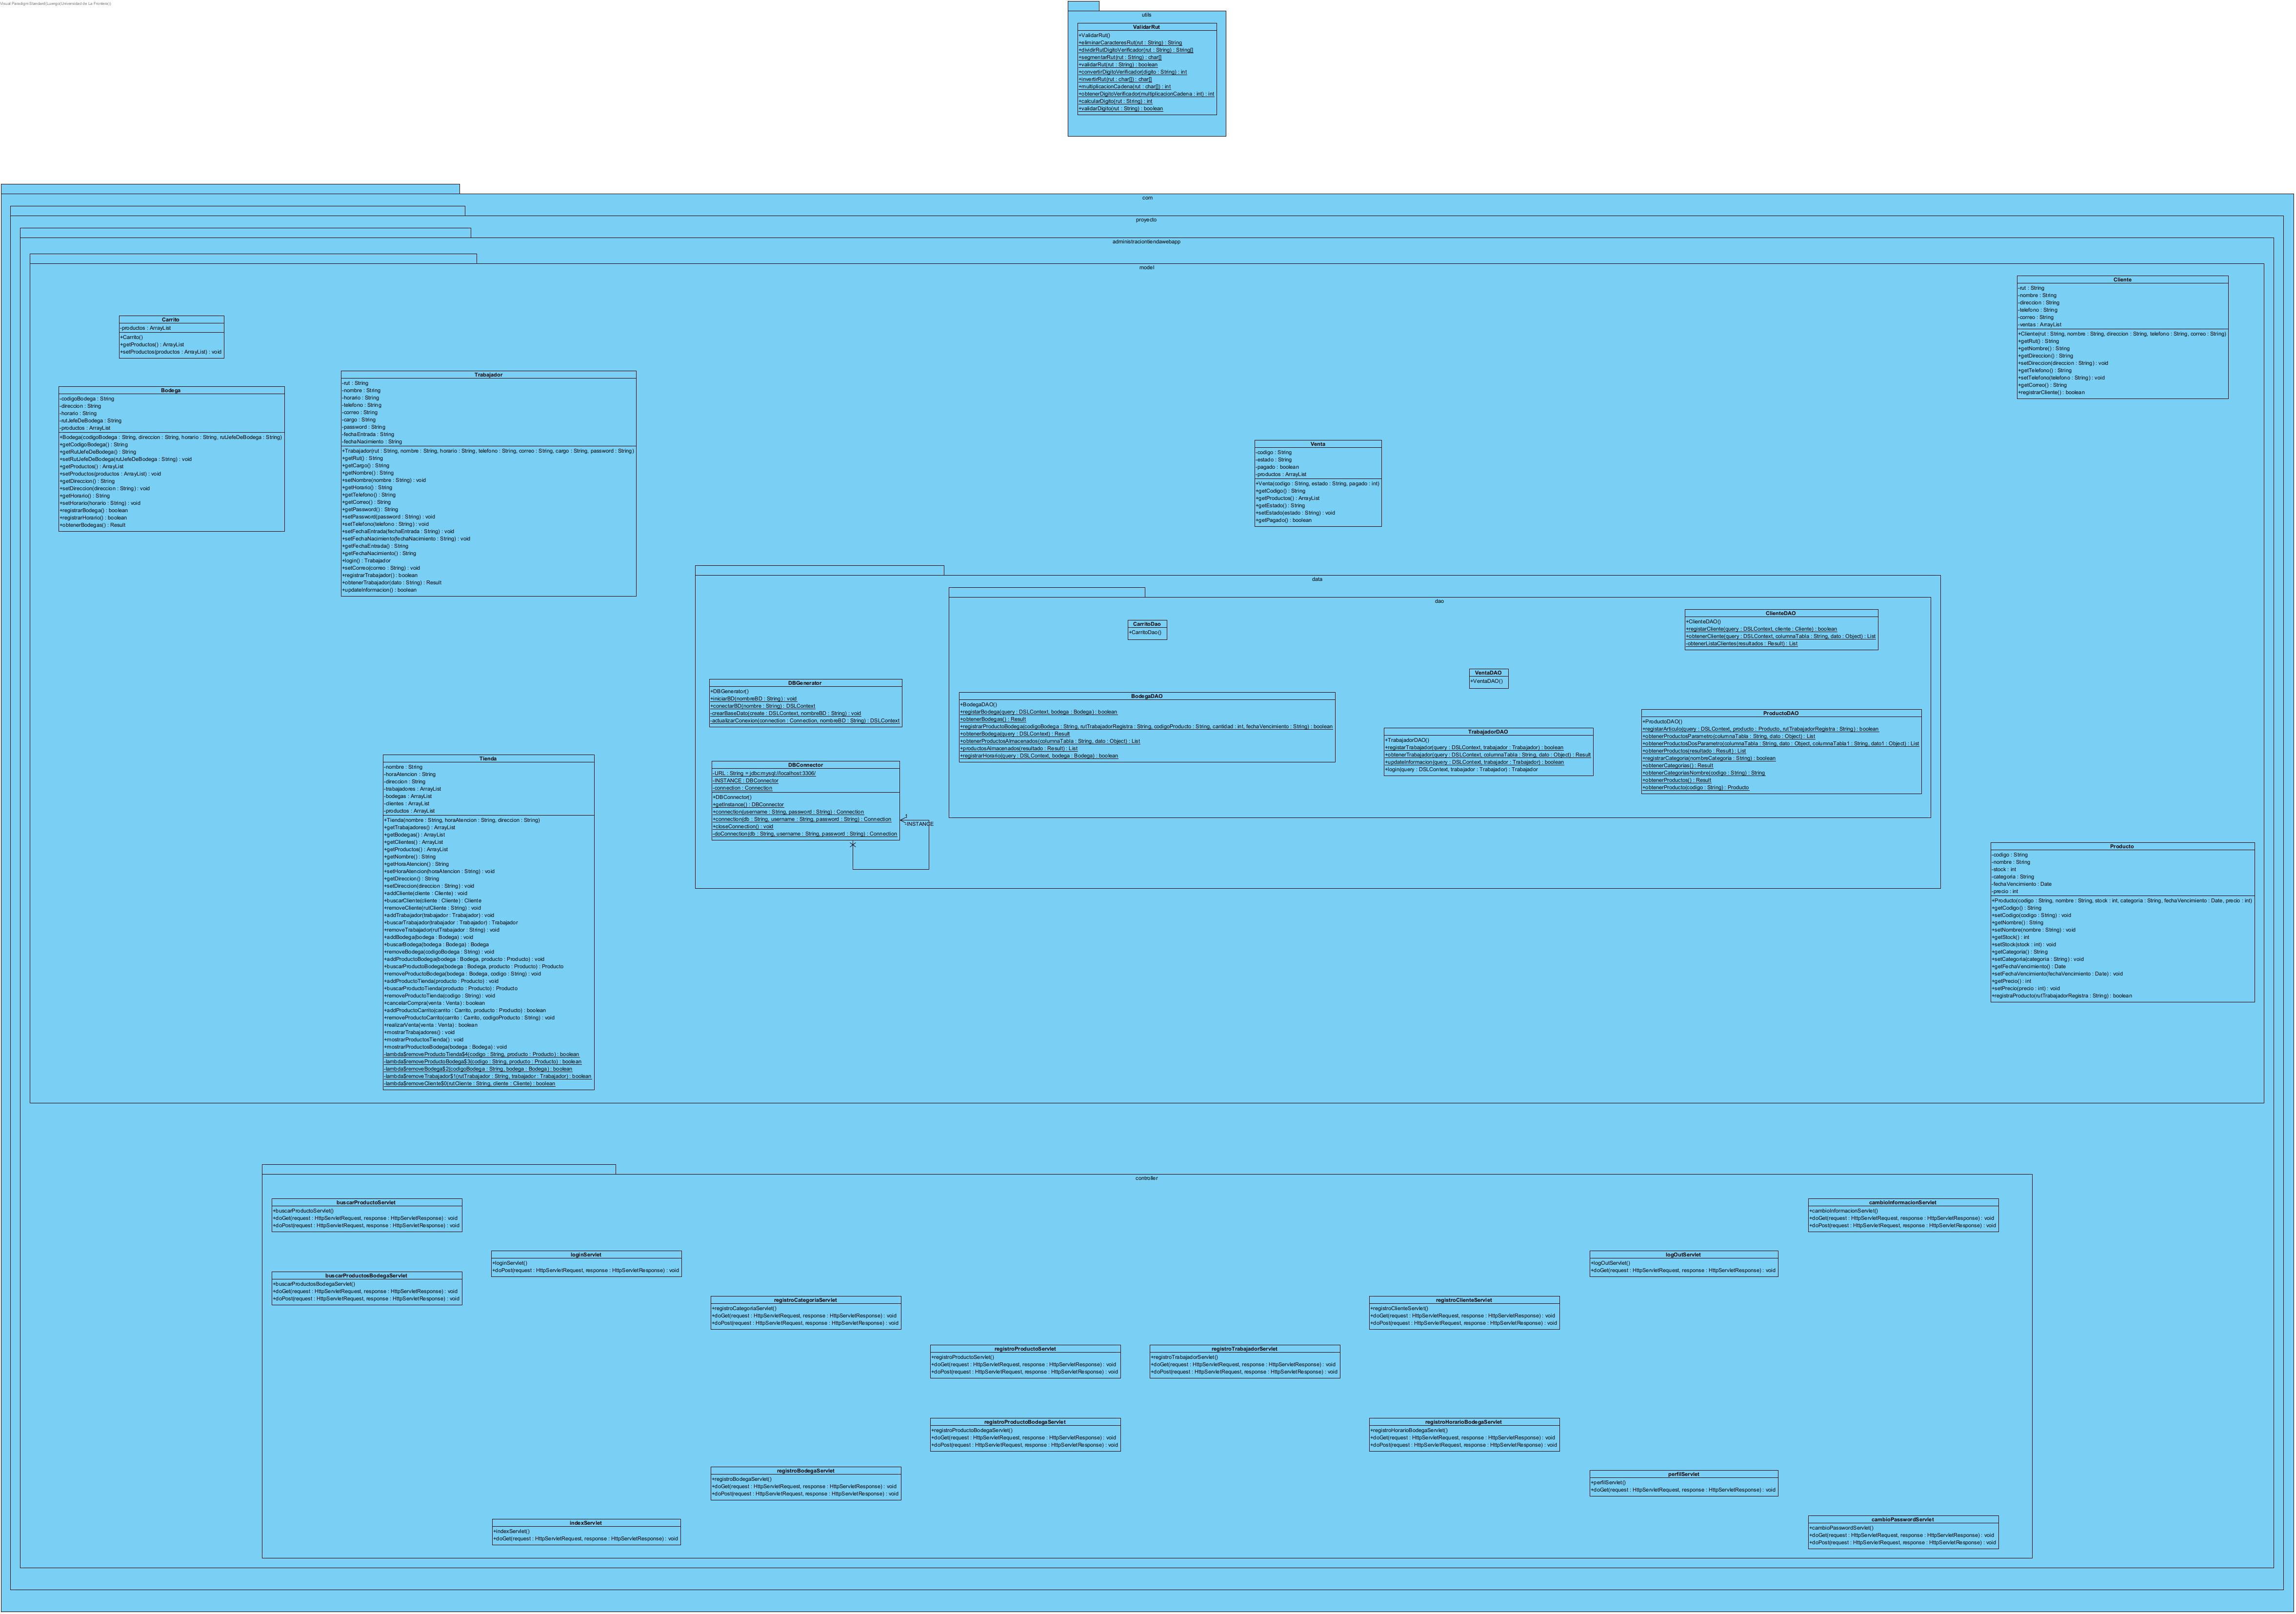 Visual Paradigm Standard(Luengo(Universidad de La Frontera))
utils
ValidarRut
+ValidarRut()
+eliminarCaracteresRut(rut : String) : String
+dividirRutDigitoVerificador(rut : String) : String[]
+segmentarRut(rut : String) : char[]
+validarRut(rut : String) : boolean
+convertirDigitoVerificador(digito : String) : int
+invertirRut(rut : char[]) : char[]
+multiplicacionCadena(rut : char[]) : int
+obtenerDigitoVerificador(multiplicacionCadena : int) : int
+calcularDigito(rut : String) : int
+validarDigito(rut : String) : boolean
com
proyecto
administraciontiendawebapp
model
Carrito
-productos : ArrayList
+Carrito()
+getProductos() : ArrayList
+setProductos(productos : ArrayList) : void
Bodega
-codigoBodega : String
-direccion : String
-horario : String
-rutJefeDeBodega : String
-productos : ArrayList
+Bodega(codigoBodega : String, direccion : String, horario : String, rutJefeDeBodega : String)
+getCodigoBodega() : String
+getRutJefeDeBodega() : String
+setRutJefeDeBodega(rutJefeDeBodega : String) : void
+getProductos() : ArrayList
+setProductos(productos : ArrayList) : void
+getDireccion() : String
+setDireccion(direccion : String) : void
+getHorario() : String
+setHorario(horario : String) : void
+registrarBodega() : boolean
+registrarHorario() : boolean
+obtenerBodegas() : Result
Trabajador
-rut : String
-nombre : String
-horario : String
-telefono : String
-correo : String
-cargo : String
-password : String
-fechaEntrada : String
-fechaNacimiento : String
+Trabajador(rut : String, nombre : String, horario : String, telefono : String, correo : String, cargo : String, password : String)
+getRut() : String
+getCargo() : String
+getNombre() : String
+setNombre(nombre : String) : void
+getHorario() : String
+getTelefono() : String
+getCorreo() : String
+getPassword() : String
+setPassword(password : String) : void
+setTelefono(telefono : String) : void
+setFechaEntrada(fechaEntrada : String) : void
+setFechaNacimiento(fechaNacimiento : String) : void
+getFechaEntrada() : String
+getFechaNacimiento() : String
+login() : Trabajador
+setCorreo(correo : String) : void
+registrarTrabajador() : boolean
+obtenerTrabajador(dato : String) : Result
+updateInformacion() : boolean
Cliente
-rut : String
-nombre : String
-direccion : String
-telefono : String
-correo : String
-ventas : ArrayList
+Cliente(rut : String, nombre : String, direccion : String, telefono : String, correo : String)
+getRut() : String
+getNombre() : String
+getDireccion() : String
+setDireccion(direccion : String) : void
+getTelefono() : String
+setTelefono(telefono : String) : void
+getCorreo() : String
+registrarCliente() : boolean
Venta
-codigo : String
-estado : String
-pagado : boolean
-productos : ArrayList
+Venta(codigo : String, estado : String, pagado : int)
+getCodigo() : String
+getProductos() : ArrayList
+getEstado() : String
+setEstado(estado : String) : void
+getPagado() : boolean
data
dao
CarritoDao
+CarritoDao()
ClienteDAO
+ClienteDAO()
+registarCliente(query : DSLContext, cliente : Cliente) : boolean
+obtenerCliente(query : DSLContext, columnaTabla : String, dato : Object) : List
-obtenerListaClientes(resultados : Result) : List
VentaDAO
+VentaDAO()
BodegaDAO
+BodegaDAO()
+registarBodega(query : DSLContext, bodega : Bodega) : boolean
+obtenerBodegas() : Result
+registrarProductoBodega(codigoBodega : String, rutTrabajadorRegistra : String, codigoProducto : String, cantidad : int, fechaVencimiento : String) : boolean
+obtenerBodega(query : DSLContext) : Result
+obtenerProductosAlmacenados(columnaTabla : String, dato : Object) : List
+productosAlmacenados(resultado : Result) : List
+registrarHorario(query : DSLContext, bodega : Bodega) : boolean
TrabajadorDAO
+TrabajadorDAO()
+registarTrabajador(query : DSLContext, trabajador : Trabajador) : boolean
+obtenerTrabajador(query : DSLContext, columnaTabla : String, dato : Object) : Result
+updateInformacion(query : DSLContext, trabajador : Trabajador) : boolean
+login(query : DSLContext, trabajador : Trabajador) : Trabajador
ProductoDAO
+ProductoDAO()
+registarArticulo(query : DSLContext, producto : Producto, rutTrabajadorRegistra : String) : boolean
+obtenerProductosParametro(columnaTabla : String, dato : Object) : List
+obtenerProductosDosParametro(columnaTabla : String, dato : Object, columnaTabla1 : String, dato1 : Object) : List
+obtenerProductos(resultado : Result) : List
+registrarCategoria(nombreCategoria : String) : boolean
+obtenerCategorias() : Result
+obtenerCategoriasNombre(codigo : String) : String
+obtenerProductos() : Result
+obtenerProducto(codigo : String) : Producto
DBGenerator
+DBGenerator()
+iniciarBD(nombreBD : String) : void
+conectarBD(nombre : String) : DSLContext
-crearBaseDato(create : DSLContext, nombreBD : String) : void
-actualizarConexion(connection : Connection, nombreBD : String) : DSLContext
DBConnector
-URL : String = jdbc:mysql://localhost:3306/
-INSTANCE : DBConnector
-connection : Connection
+DBConnector()
+getInstance() : DBConnector
+connection(username : String, password : String) : Connection
+connection(db : String, username : String, password : String) : Connection
+closeConnection() : void
-doConnection(db : String, username : String, password : String) : Connection
1
-INSTANCE
Tienda
-nombre : String
-horaAtencion : String
-direccion : String
-trabajadores : ArrayList
-bodegas : ArrayList
-clientes : ArrayList
-productos : ArrayList
+Tienda(nombre : String, horaAtencion : String, direccion : String)
+getTrabajadores() : ArrayList
+getBodegas() : ArrayList
+getClientes() : ArrayList
+getProductos() : ArrayList
+getNombre() : String
+getHoraAtencion() : String
+setHoraAtencion(horaAtencion : String) : void
+getDireccion() : String
+setDireccion(direccion : String) : void
+addCliente(cliente : Cliente) : void
+buscarCliente(cliente : Cliente) : Cliente
+removeCliente(rutCliente : String) : void
+addTrabajador(trabajador : Trabajador) : void
+buscarTrabajador(trabajador : Trabajador) : Trabajador
+removeTrabajador(rutTrabajador : String) : void
+addBodega(bodega : Bodega) : void
+buscarBodega(bodega : Bodega) : Bodega
+removeBodega(codigoBodega : String) : void
+addProductoBodega(bodega : Bodega, producto : Producto) : void
+buscarProductoBodega(bodega : Bodega, producto : Producto) : Producto
+removeProductoBodega(bodega : Bodega, codigo : String) : void
+addProductoTienda(producto : Producto) : void
+buscarProductoTienda(producto : Producto) : Producto
+removeProductoTienda(codigo : String) : void
+cancelarCompra(venta : Venta) : boolean
+addProductoCarrito(carrito : Carrito, producto : Producto) : boolean
+removeProductoCarrito(carrito : Carrito, codigoProducto : String) : void
+realizarVenta(venta : Venta) : boolean
+mostrarTrabajadores() : void
+mostrarProductosTienda() : void
+mostrarProductosBodega(bodega : Bodega) : void
-lambda$removeProductoTienda$4(codigo : String, producto : Producto) : boolean
-lambda$removeProductoBodega$3(codigo : String, producto : Producto) : boolean
-lambda$removeBodega$2(codigoBodega : String, bodega : Bodega) : boolean
-lambda$removeTrabajador$1(rutTrabajador : String, trabajador : Trabajador) : boolean
-lambda$removeCliente$0(rutCliente : String, cliente : Cliente) : boolean
Producto
-codigo : String
-nombre : String
-stock : int
-categoria : String
-fechaVencimiento : Date
-precio : int
+Producto(codigo : String, nombre : String, stock : int, categoria : String, fechaVencimiento : Date, precio : int)
+getCodigo() : String
+setCodigo(codigo : String) : void
+getNombre() : String
+setNombre(nombre : String) : void
+getStock() : int
+setStock(stock : int) : void
+getCategoria() : String
+setCategoria(categoria : String) : void
+getFechaVencimiento() : Date
+setFechaVencimiento(fechaVencimiento : Date) : void
+getPrecio() : int
+setPrecio(precio : int) : void
+registraProducto(rutTrabajadorRegistra : String) : boolean
controller
buscarProductoServlet
+buscarProductoServlet()
+doGet(request : HttpServletRequest, response : HttpServletResponse) : void
+doPost(request : HttpServletRequest, response : HttpServletResponse) : void
cambioInformacionServlet
+cambioInformacionServlet()
+doGet(request : HttpServletRequest, response : HttpServletResponse) : void
+doPost(request : HttpServletRequest, response : HttpServletResponse) : void
loginServlet
+loginServlet()
+doPost(request : HttpServletRequest, response : HttpServletResponse) : void
logOutServlet
+logOutServlet()
+doGet(request : HttpServletRequest, response : HttpServletResponse) : void
buscarProductosBodegaServlet
+buscarProductosBodegaServlet()
+doGet(request : HttpServletRequest, response : HttpServletResponse) : void
+doPost(request : HttpServletRequest, response : HttpServletResponse) : void
registroCategoriaServlet
+registroCategoriaServlet()
+doGet(request : HttpServletRequest, response : HttpServletResponse) : void
+doPost(request : HttpServletRequest, response : HttpServletResponse) : void
registroClienteServlet
+registroClienteServlet()
+doGet(request : HttpServletRequest, response : HttpServletResponse) : void
+doPost(request : HttpServletRequest, response : HttpServletResponse) : void
registroProductoServlet
+registroProductoServlet()
+doGet(request : HttpServletRequest, response : HttpServletResponse) : void
+doPost(request : HttpServletRequest, response : HttpServletResponse) : void
registroTrabajadorServlet
+registroTrabajadorServlet()
+doGet(request : HttpServletRequest, response : HttpServletResponse) : void
+doPost(request : HttpServletRequest, response : HttpServletResponse) : void
registroProductoBodegaServlet
+registroProductoBodegaServlet()
+doGet(request : HttpServletRequest, response : HttpServletResponse) : void
+doPost(request : HttpServletRequest, response : HttpServletResponse) : void
registroHorarioBodegaServlet
+registroHorarioBodegaServlet()
+doGet(request : HttpServletRequest, response : HttpServletResponse) : void
+doPost(request : HttpServletRequest, response : HttpServletResponse) : void
registroBodegaServlet
+registroBodegaServlet()
+doGet(request : HttpServletRequest, response : HttpServletResponse) : void
+doPost(request : HttpServletRequest, response : HttpServletResponse) : void
perfilServlet
+perfilServlet()
+doGet(request : HttpServletRequest, response : HttpServletResponse) : void
indexServlet
+indexServlet()
+doGet(request : HttpServletRequest, response : HttpServletResponse) : void
cambioPasswordServlet
+cambioPasswordServlet()
+doGet(request : HttpServletRequest, response : HttpServletResponse) : void
+doPost(request : HttpServletRequest, response : HttpServletResponse) : void